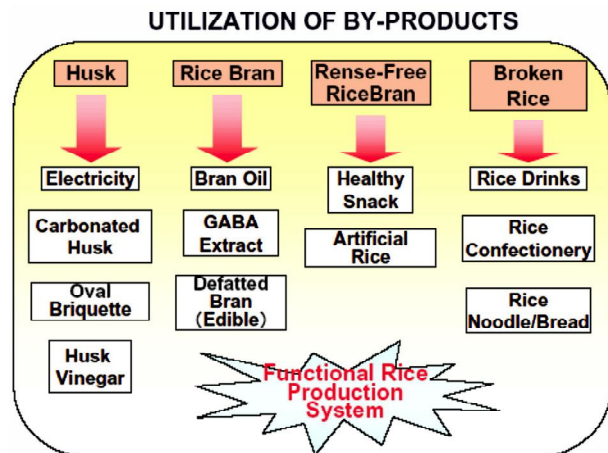 UTILIZATION OF BY-PRODUCTS
Husk
Rice Bran
Rense-Free
RiceBran
Broken
Rice
Electricity
Carbonated
Husk
Oval
Briquette
Husk
Vinegar
Bran Oil
GABA
Extract
Defatted
Bran
(Edible)
Healthy
Snack
Artificial
Rice
Rice Drinks
Rice
Confectionery
Rice
Noodle/Bread
Functional Rice
Production
System